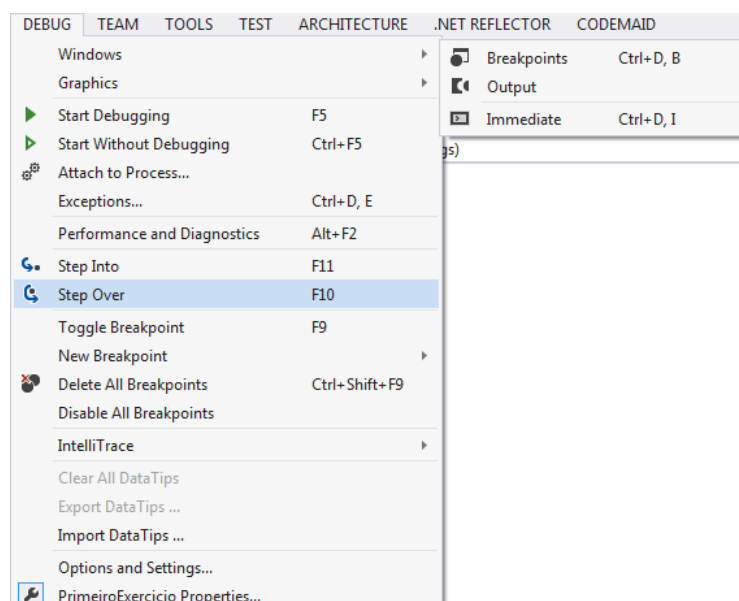 DEBUG TEAM TOOLS TEST ARCHITECTURE .NET REFLECTOR CODEMAID
Windows
Graphics
Start Debugging F5
Start Without Debugging Ctrl+F5
Attach to Process...
Exceptions... Ctrl+D, E
Performance and Diagnostics Alt+F2
Step Into F11
Step Over F10
Toggle Breakpoint F9
New Breakpoint
Delete All Breakpoints Ctrl+Shift+F9
Disable All Breakpoints
IntelliTrace
Clear All DataTips
Export DataTips ...
Import DataTips ...
Options and Settings...
PrimeiroExercicio Properties...
Breakpoints Ctrl+D, B
Output
Immediate Ctrl+D, I
gs)